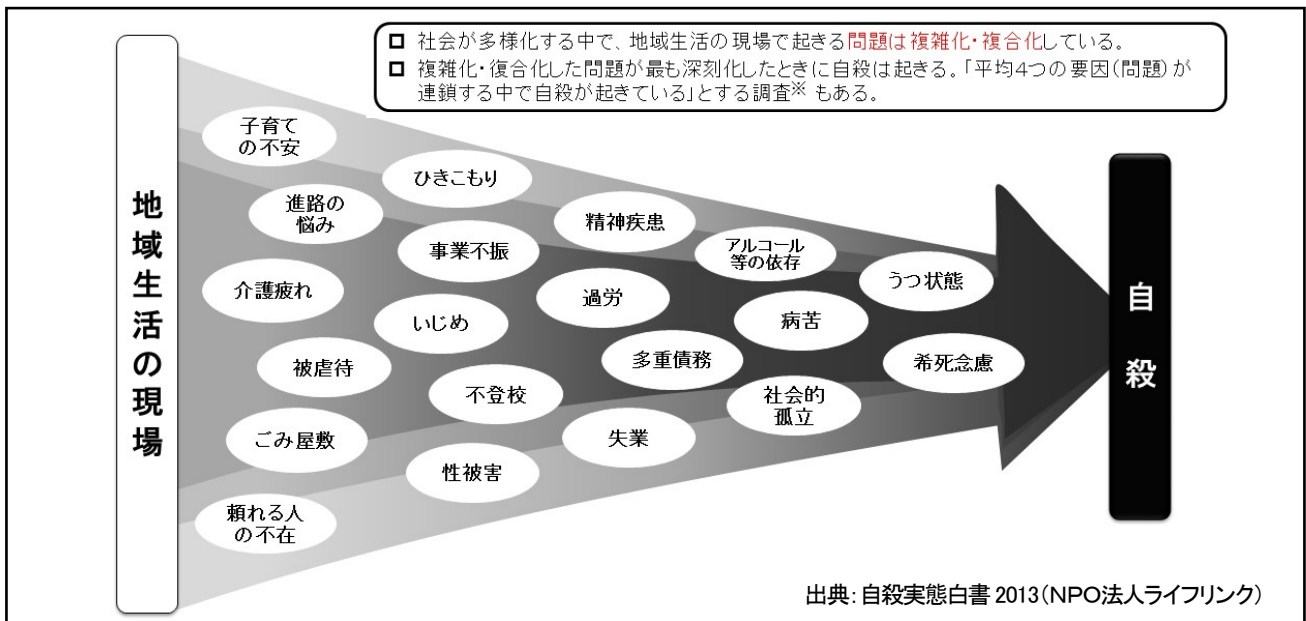 □ 社会が多様化する中で、地域生活の現場で起きる問題は複雑化・複合化している。
□ 複雑化・復合化した問題が最も深刻化したときに自殺は起きる。「平均4つの要因(問題)が
連鎖する中で自殺が起きている」とする調査※ もある。
地域生活の現場
子育て
の不安
進路の
悩み
介護疲れ
被虐待
ごみ屋敷
頼れる人
の不在
ひきこもり
事業不振
いじめ
不登校
性被害
精神疾患
過労
多重債務
失業
アルコール
等の依存
病苦
社会的
孤立
うつ状態
希死念慮
自殺
出典:自殺実態白書 2013(NPO法人ライフリンク)